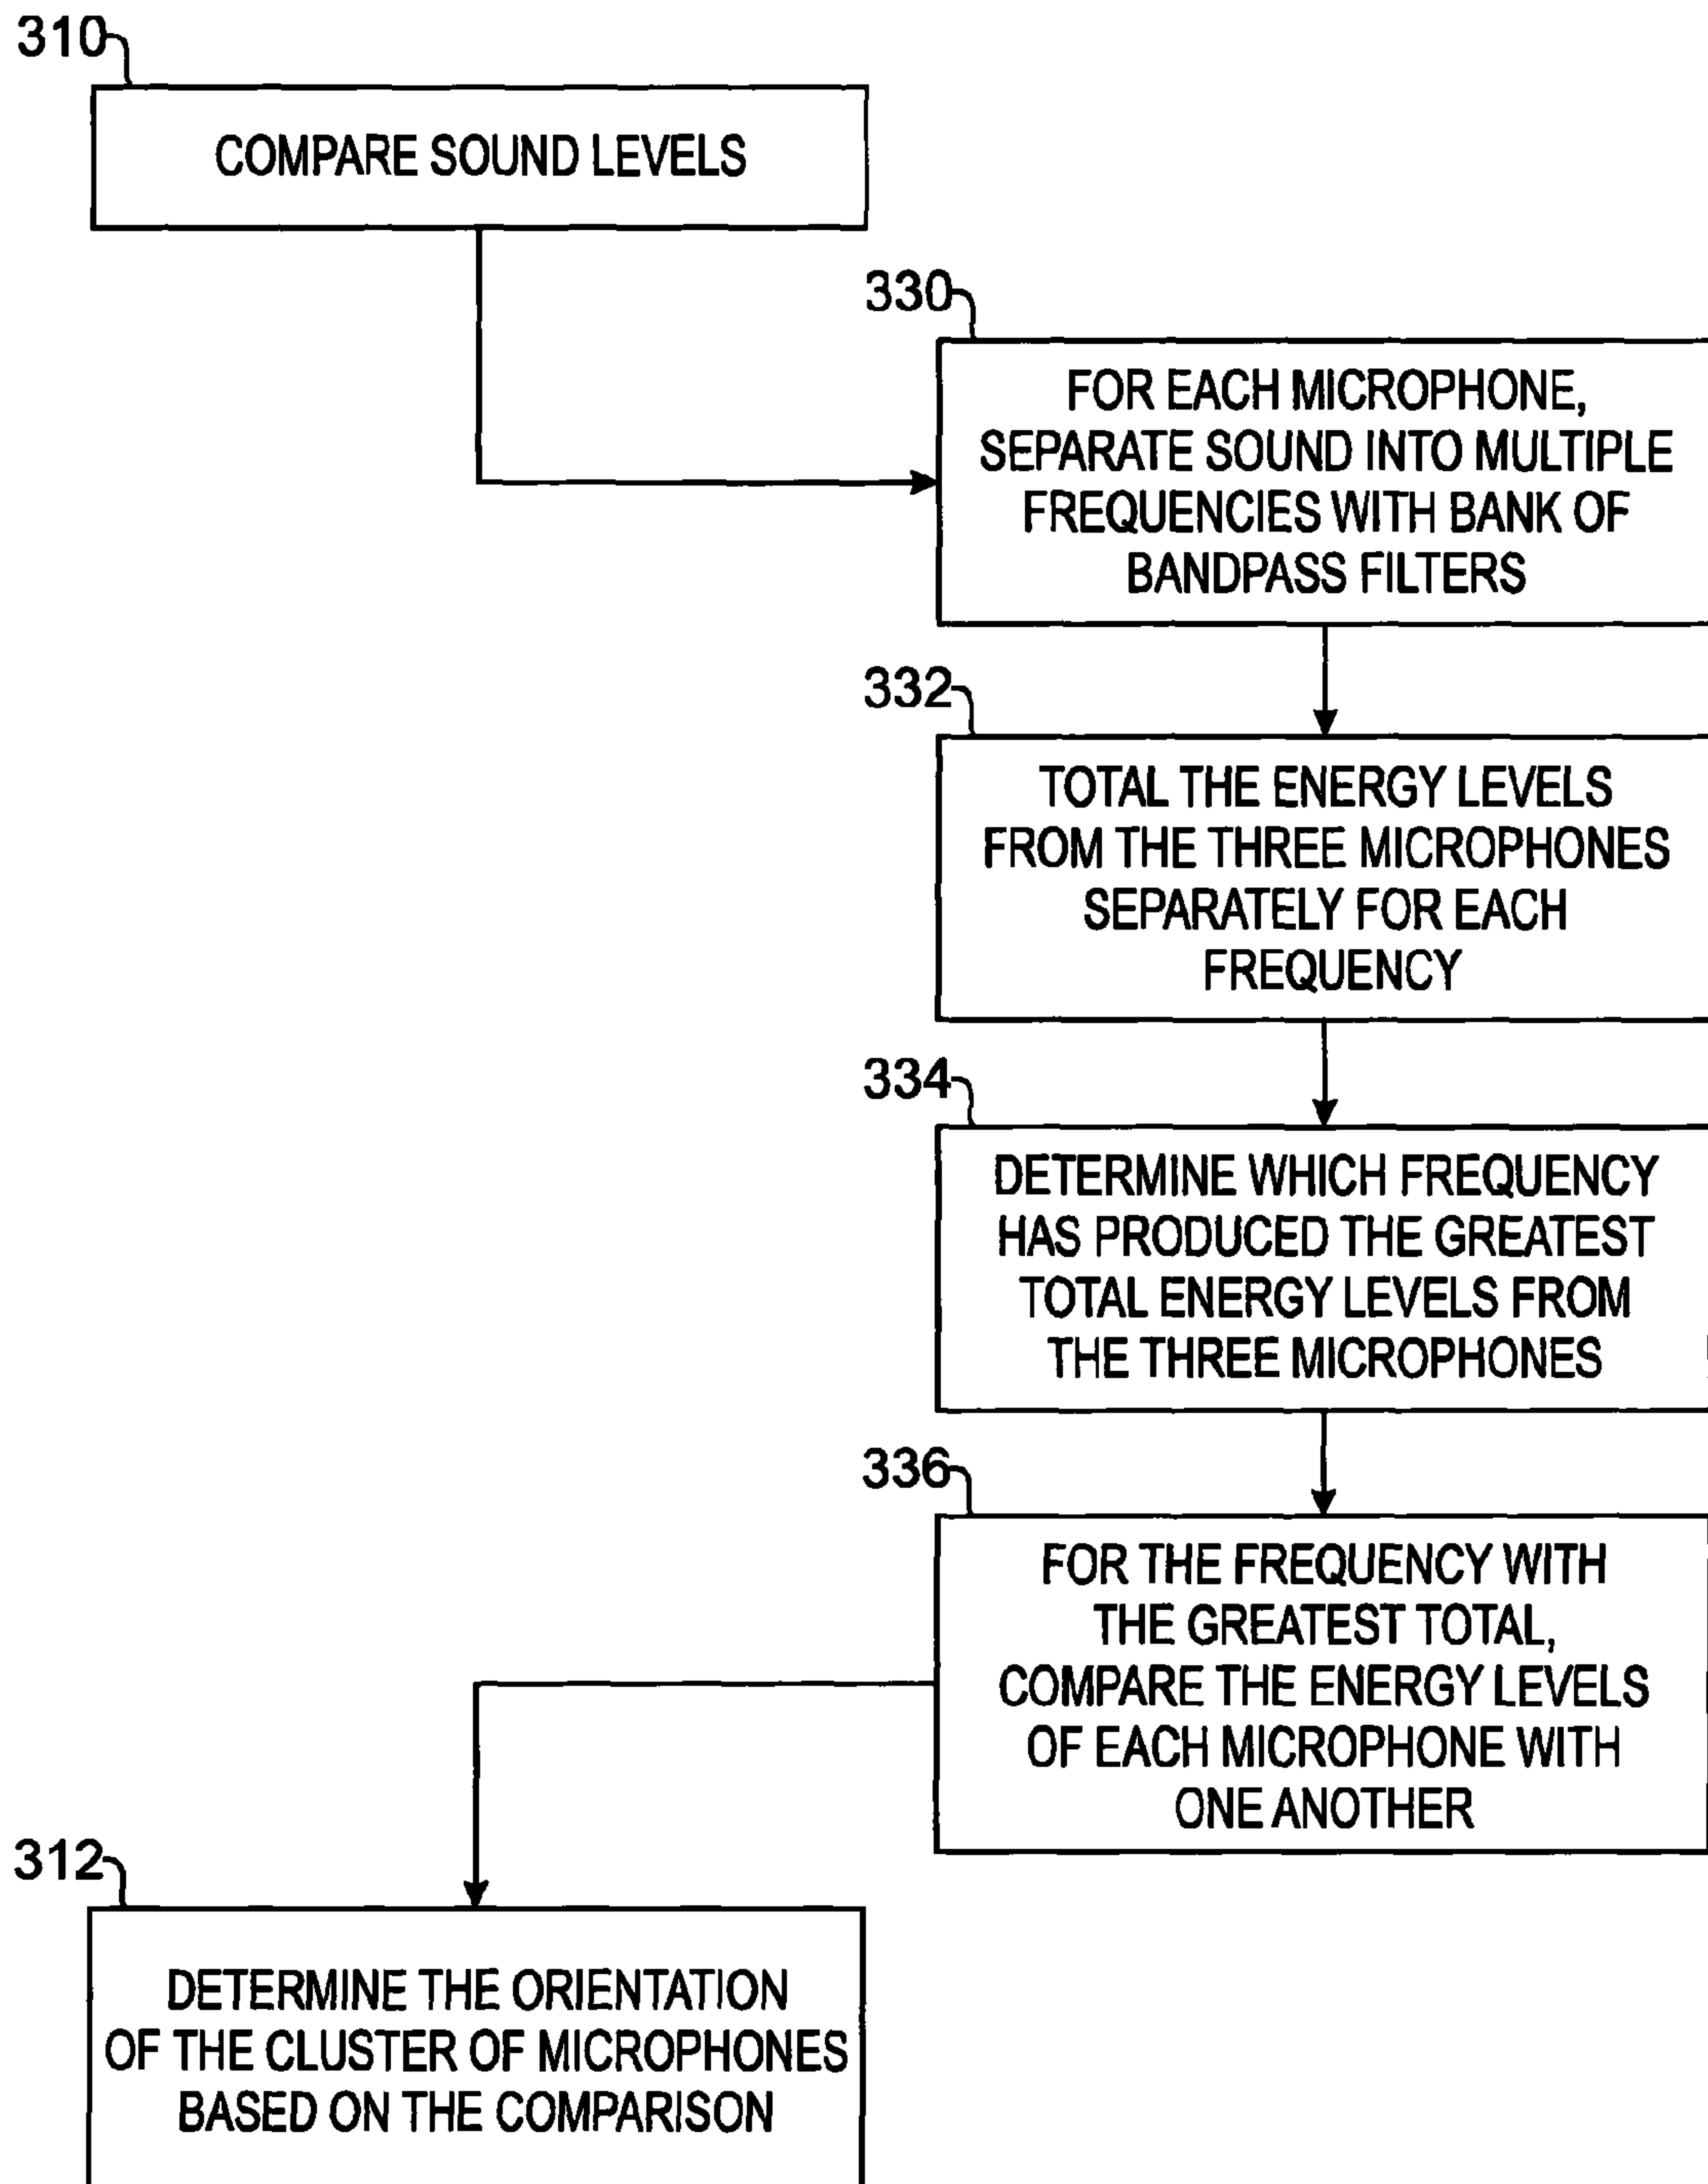 310
COMPARE SOUND LEVELS
330
FOR EACH MICROPHONE,
SEPARATE SOUND INTO MULTIPLE
FREQUENCIES WITH BANK OF
BANDPASS FILTERS
332
TOTAL THE ENERGY LEVELS
FROM THE THREE MICROPHONES
SEPARATELY FOR EACH
FREQUENCY
334
DETERMINE WHICH FREQUENCY
HAS PRODUCED THE GREATEST
TOTAL ENERGY LEVELS FROM
THE THREE MICROPHONES
336
FOR THE FREQUENCY WITH
THE GREATEST TOTAL,
COMPARE THE ENERGY LEVELS
OF EACH MICROPHONE WITH
ONE ANOTHER
312
DETERMINE THE ORIENTATION
OF THE CLUSTER OF MICROPHONES
BASED ON THE COMPARISON